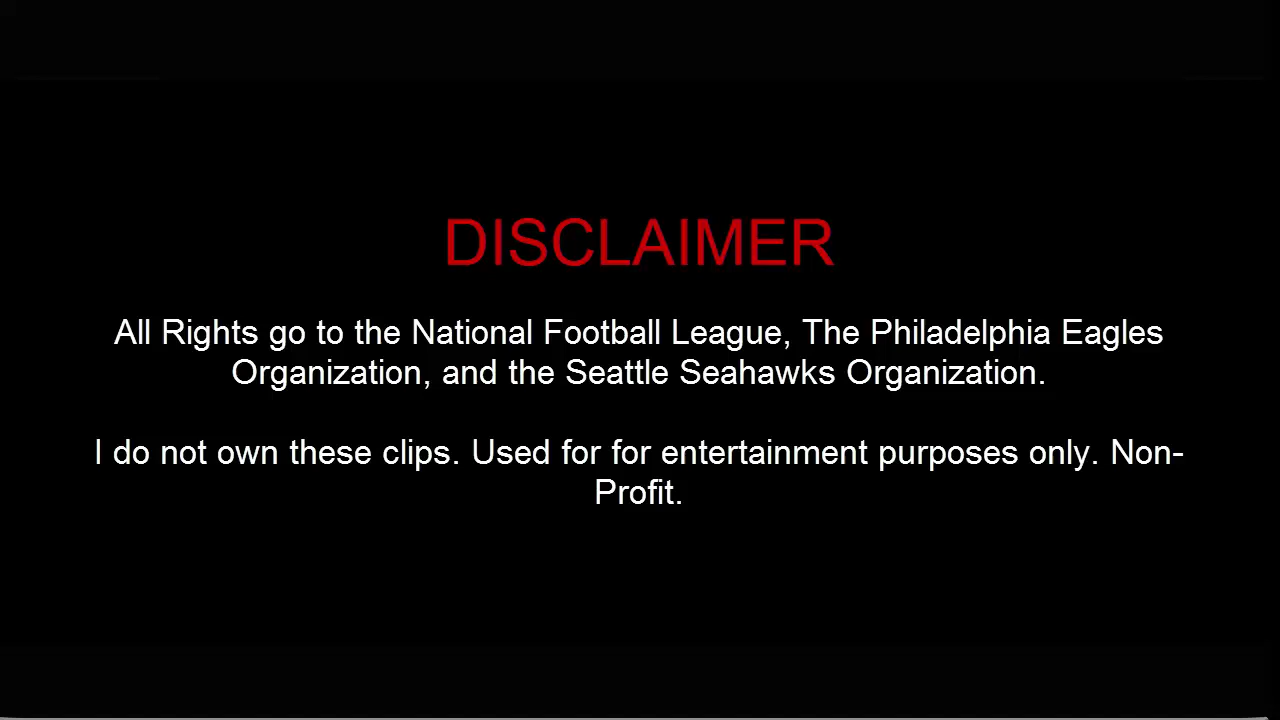 DISCLAIMER
All Rights go to the National Football League, The Philadelphia Eagles
Organization, and the Seattle Seahawks Organization.
I do not own these clips. Used for for entertainment purposes only. Non-
Profit.